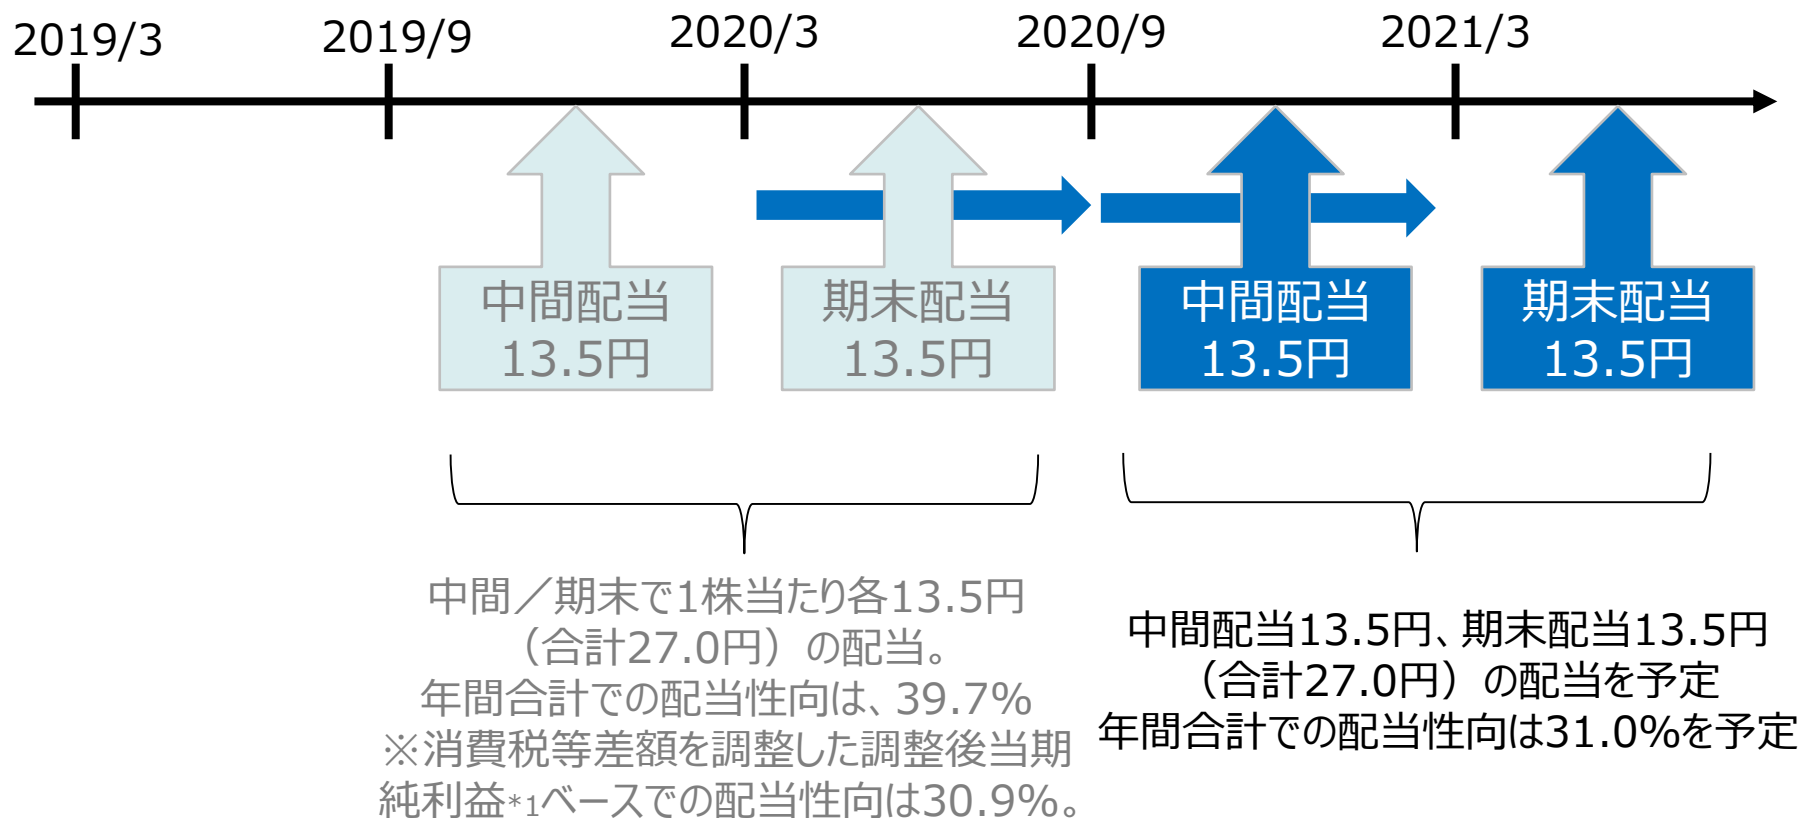 2019/3
2019/9
2020/3
2020/9
2021/3
中間配当
13.5円
期末配当
13.5円
中間配当
13.5円
期末配当
13.5円
中間／期末で1株当たり各13.5円
（合計27.0円）の配当。
年間合計での配当性向は、39.7%
※消費税等差額を調整した調整後当期
純利益*1ベースでの配当性向は30.9%。
中間配当13.5円、期末配当13.5円
（合計27.0円）の配当を予定
年間合計での配当性向は31.0%を予定